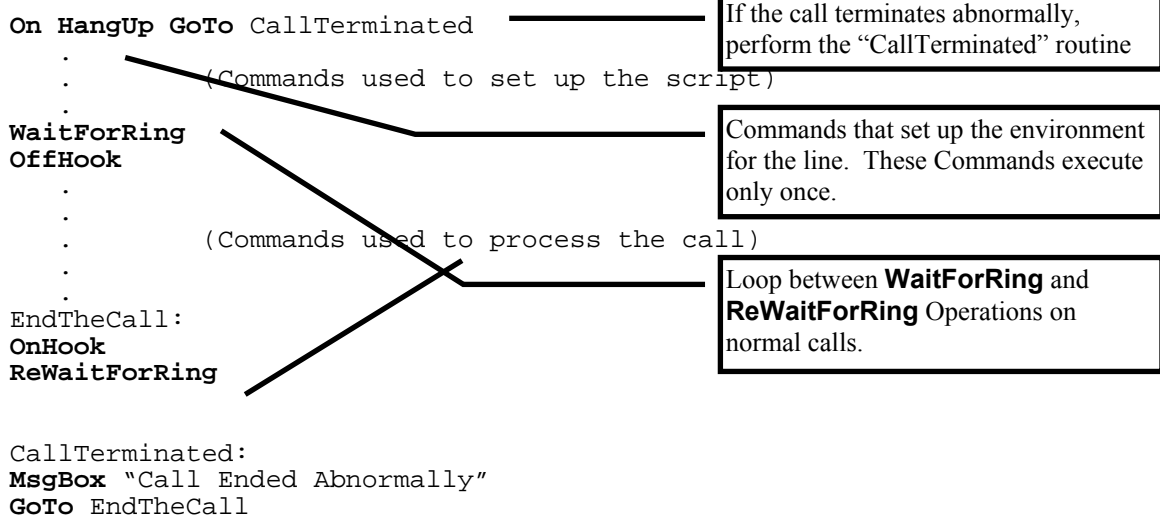 On HangUp GoTo CallTerminated
.
. (Commands used to set up the script)
.
WaitForRing
OffHook
.
.
. (Commands used to process the call)
.
.
EndTheCall:
OnHook
ReWaitForRing
CallTerminated:
MsgBox “Call Ended Abnormally”
GoTo EndTheCall
If the call terminates abnormally,
perform the “CallTerminated” routine
Commands that set up the environment
for the line. These Commands execute
only once.
Loop between WaitForRing and
ReWaitForRing Operations on
normal calls.